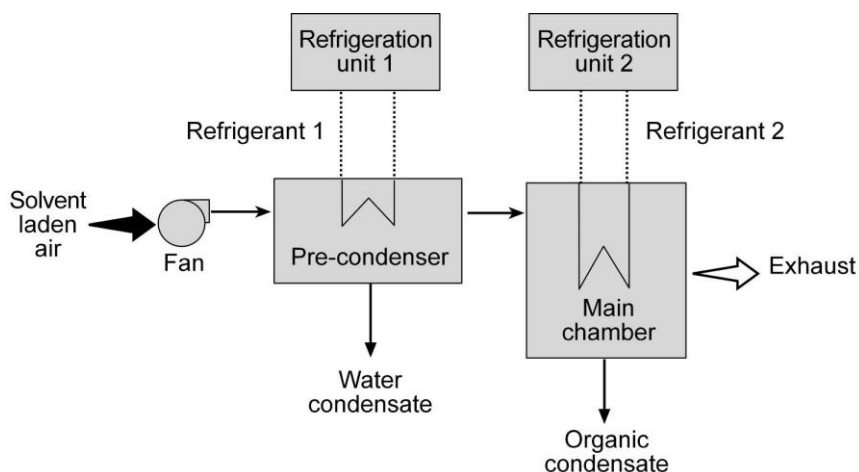 Refrigeration
unit 1
Refrigeration
unit 2
Refrigerant 1
Refrigerant 2
Solvent
laden
air
Fan
Pre-condenser
Main
chamber
Exhaust
Water
condensate
Organic
condensate